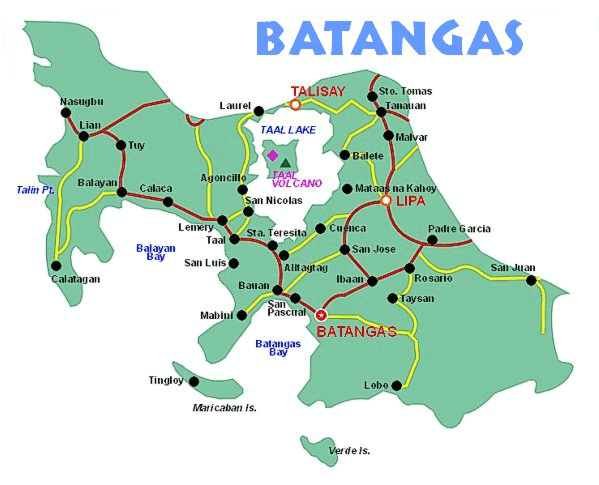 BATANGAS
TALISAY
Sto. Tomas
Nasugbu
Laurel
Tanauan
Lian
TAAL LAKE
Malvar
Tuy
Balete
Agoncillo
TAAL
VOLCANO
Talin Pt.
Balayan
Calaca
Mataas na Kahoy
San Nicolas
LIPA
Lemery
Sta. Teresita
Cuenca
Padre Garcia
Taal
Balayan
Bay
San Jose
San Luis
Alitagtag
Calatagan
Ibaan
Rosario
San Juan
Bauan
San
Pascual
Taysan
Mabini
BATANGAS
Batangas
Bay
Tingloy
Lobo
Maricaban Is.
Verde Is.